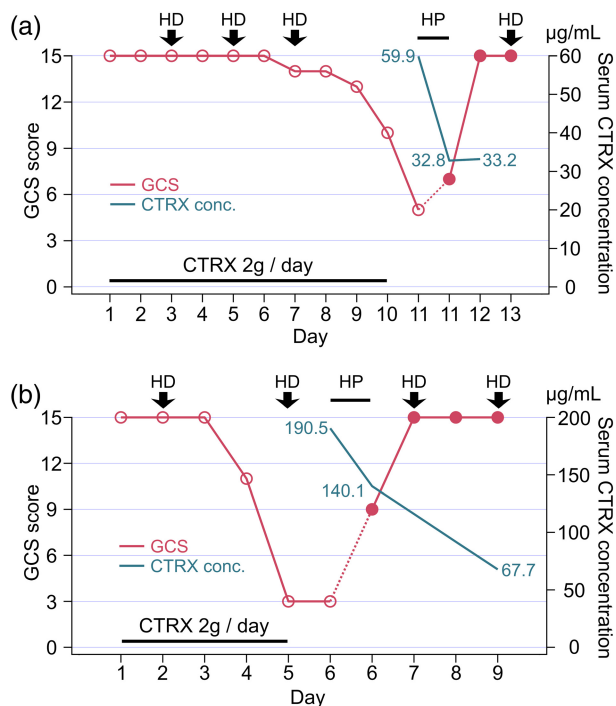 (a)
HD HD HD HP HD
µg/mL
15 59.9 60
50
12
40
9
32.8 33.2 30
6 GCS
CTRX conc. 20
3
CTRX 2g / day 10
0 0
1 2 3 4 5 6 7 8 9 10 11 11 12 13
Day
GCS score
Serum CTRX concentration
(b)
HD HD HP HD HD
µg/mL
15 200
190.5
12 150
140.1
9
100
6 GCS
CTRX conc. 67.7
3 50
CTRX 2g / day
0 0
1 2 3 4 5 6 6 7 8 9
Day
GCS score
Serum CTRX concentration